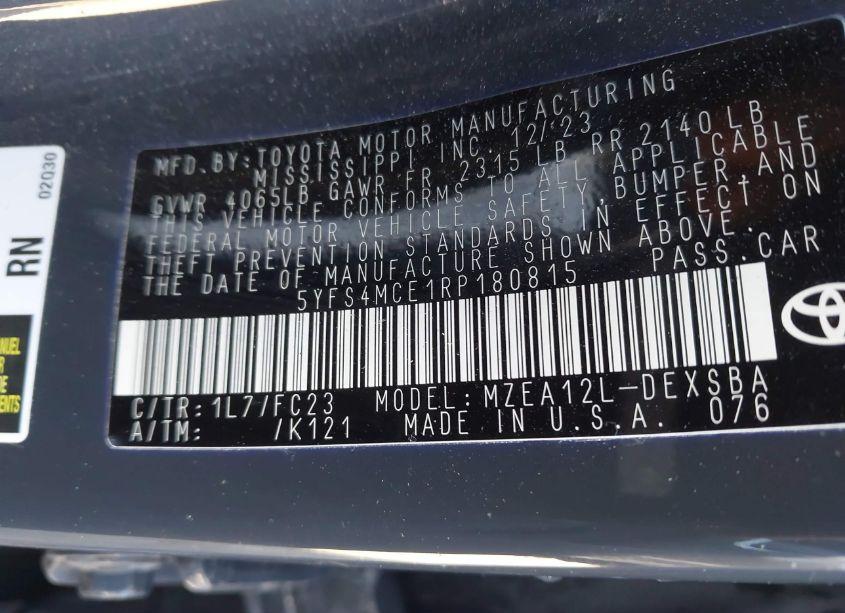 MFD. BY: TOYOTA MOTOR MANUFACTURING
MISSISSIPPI INC. 12/23
GVWR 4065LB GAWR FR 2315 LB RR 2140LB
THIS VEHICLE CONFORMS TO ALL APPLICABLE
FEDERAL MOTOR VEHICLE SAFETY, BUMPER, AND
THEFT PREVENTION STANDARDS IN EFFECT ON
THE DATE OF MANUFACTURE SHOWN ABOVE.
5YFS4MCE1RP180815 PASS. CAR
C/TR: 1L7/FC23 MODEL: MZEA12L-DEXSBA
A/TM: /K121 MADE IN U.S.A. 076
02030
RN